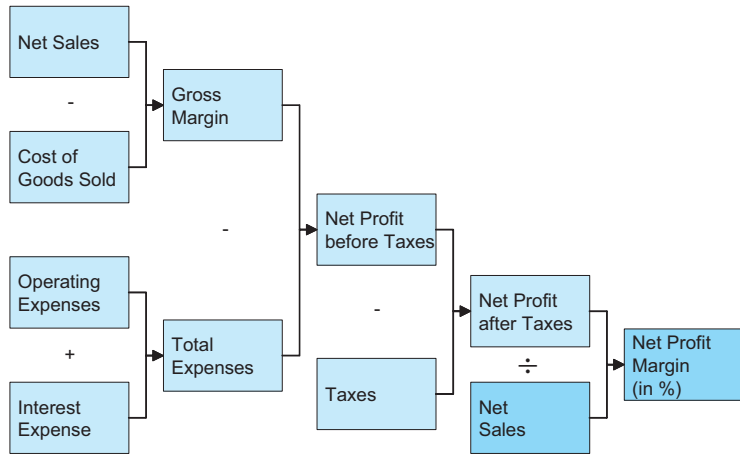 Net Sales
-
Cost of
Goods Sold
Gross
Margin
-
Operating
Expenses
+
Interest
Expense
Total
Expenses
Net Profit
before Taxes
-
Taxes
Net Profit
after Taxes
÷
Net
Sales
Net Profit
Margin
(in %)